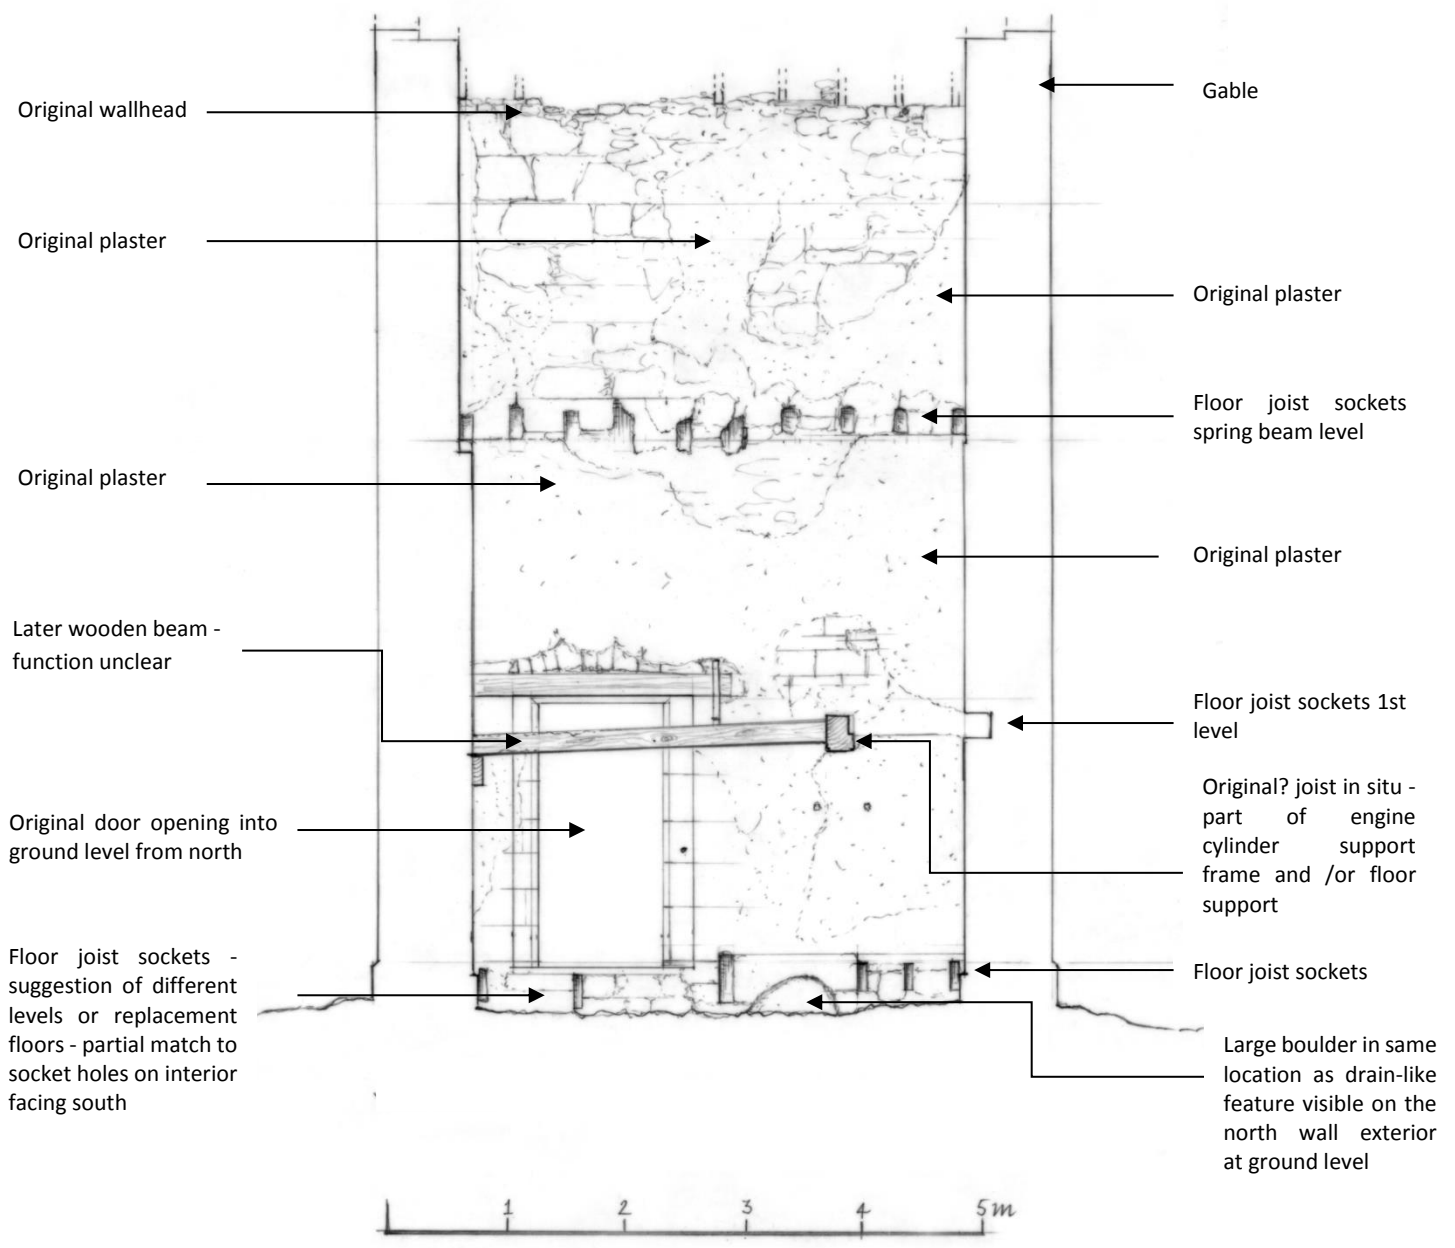 Original wallhead
Original plaster
Original plaster
Later wooden beam -
function unclear
Original door opening into
ground level from north
Floor joist sockets -
suggestion of different
levels or replacement
floors - partial match to
socket holes on interior
facing south
Gable
Original plaster
Floor joist sockets
spring beam level
Original plaster
Floor joist sockets 1st
level
Original? joist in situ -
part of engine
cylinder support
frame and /or floor
support
Floor joist sockets
Large boulder in same
location as drain-like
feature visible on the
north wall exterior
at ground level
1 2 3 4 5m